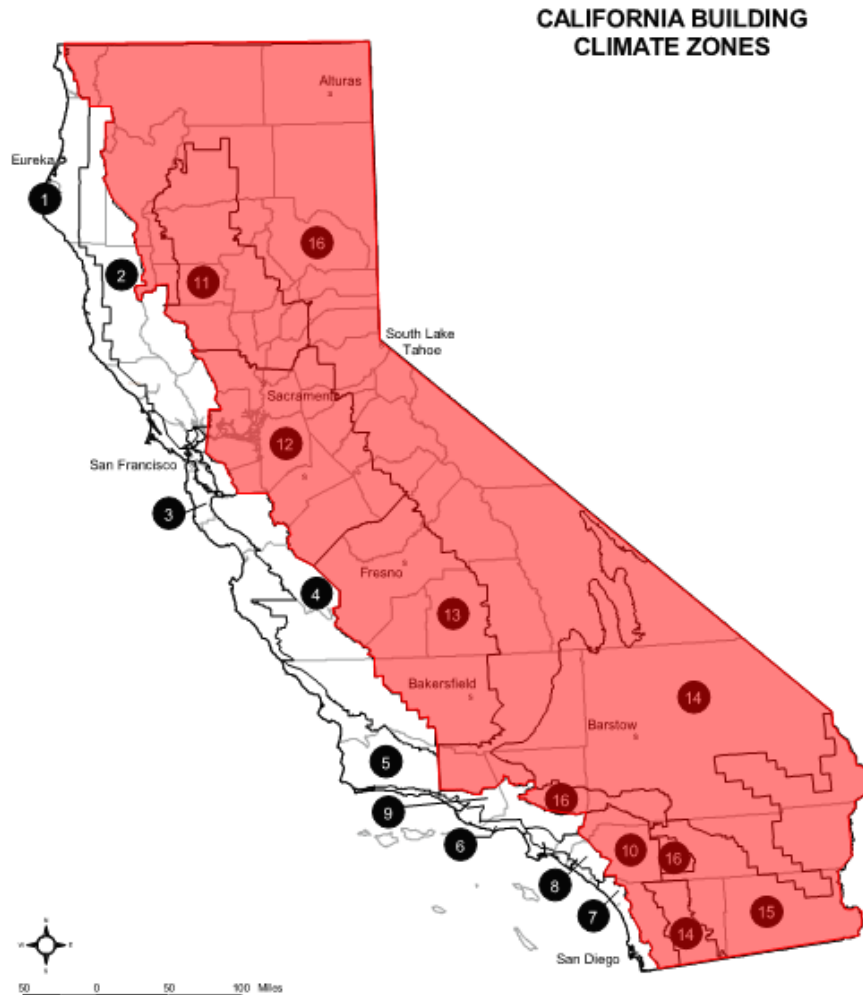 CALIFORNIA BUILDING
CLIMATE ZONES
Alturas
Eureka
1
16
2
11
South Lake
Tahoe
Sacramento
12
San Francisco
3
Fresno
4
13
Bakersfield
14
Barstow
5
16
9
6
10
16
8
7
15
14
San Diego
N
E
S
50 0 50 100 Miles